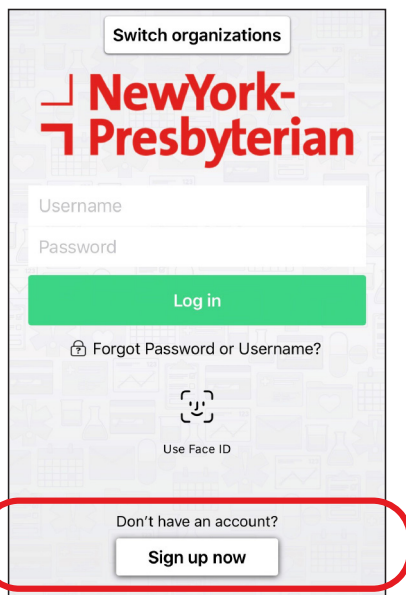 Switch organizations
NewYork-
Presbyterian
Username
Password
Log in
Forgot Password or Username?
Use Face ID
Don't have an account?
Sign up now